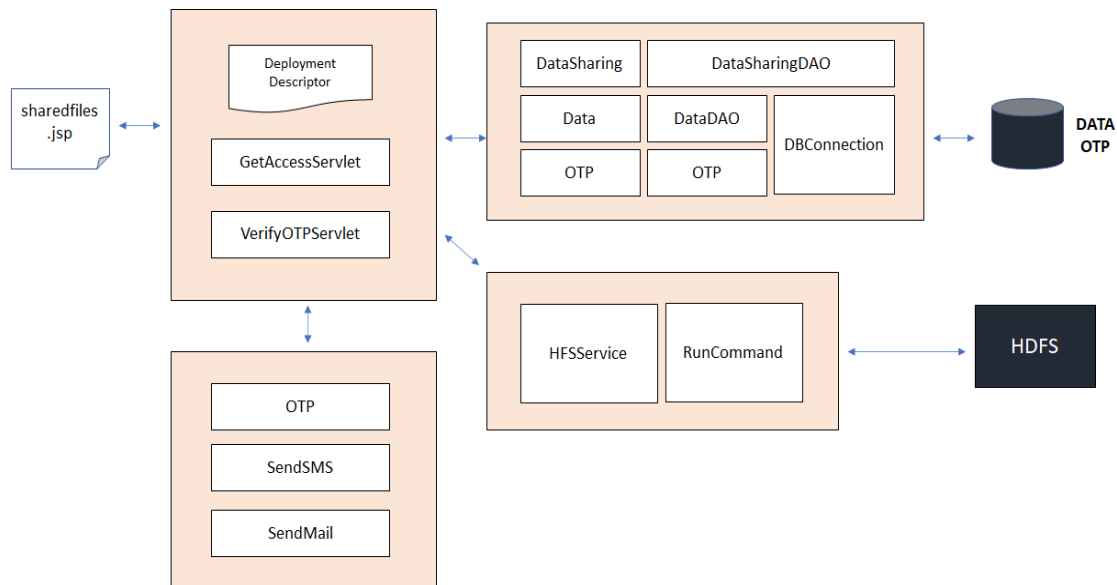 sharedfiles
.jsp
Deployment
Descriptor
GetAccessServlet
VerifyOTPServlet
OTP
SendSMS
SendMail
DataSharing
DataSharingDAO
Data
DataDAO
DBConnection
OTP
OTP
DATA
OTP
HFSService
RunCommand
HDFS